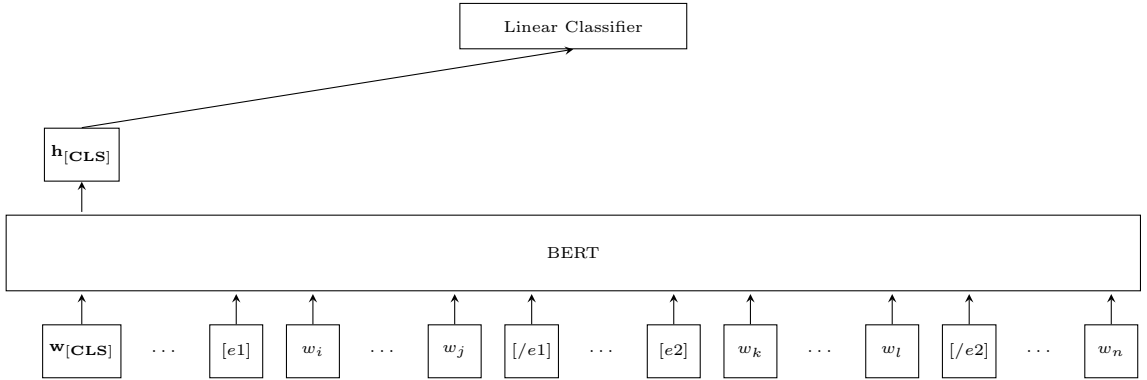 Linear Classifier
h[CLS]
BERT
w[CLS] ... [e1] w_i ... w_j [/e1] ... [e2] w_k ... w_l [/e2] ... w_n